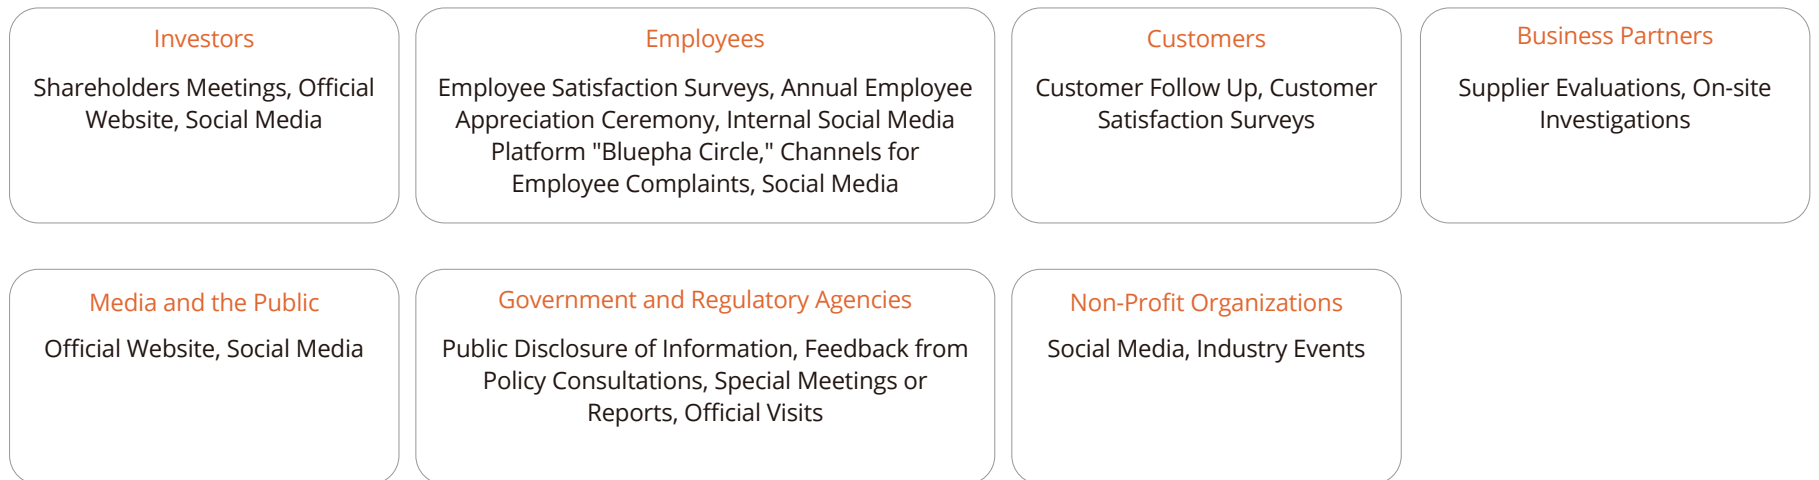 Investors
Shareholders Meetings, Official
Website, Social Media
Employees
Employee Satisfaction Surveys, Annual Employee
Appreciation Ceremony, Internal Social Media
Platform "Bluepha Circle," Channels for
Employee Complaints, Social Media
Customers
Customer Follow Up, Customer
Satisfaction Surveys
Business Partners
Supplier Evaluations, On-site
Investigations
Media and the Public
Official Website, Social Media
Government and Regulatory Agencies
Public Disclosure of Information, Feedback from
Policy Consultations, Special Meetings or
Reports, Official Visits
Non-Profit Organizations
Social Media, Industry Events